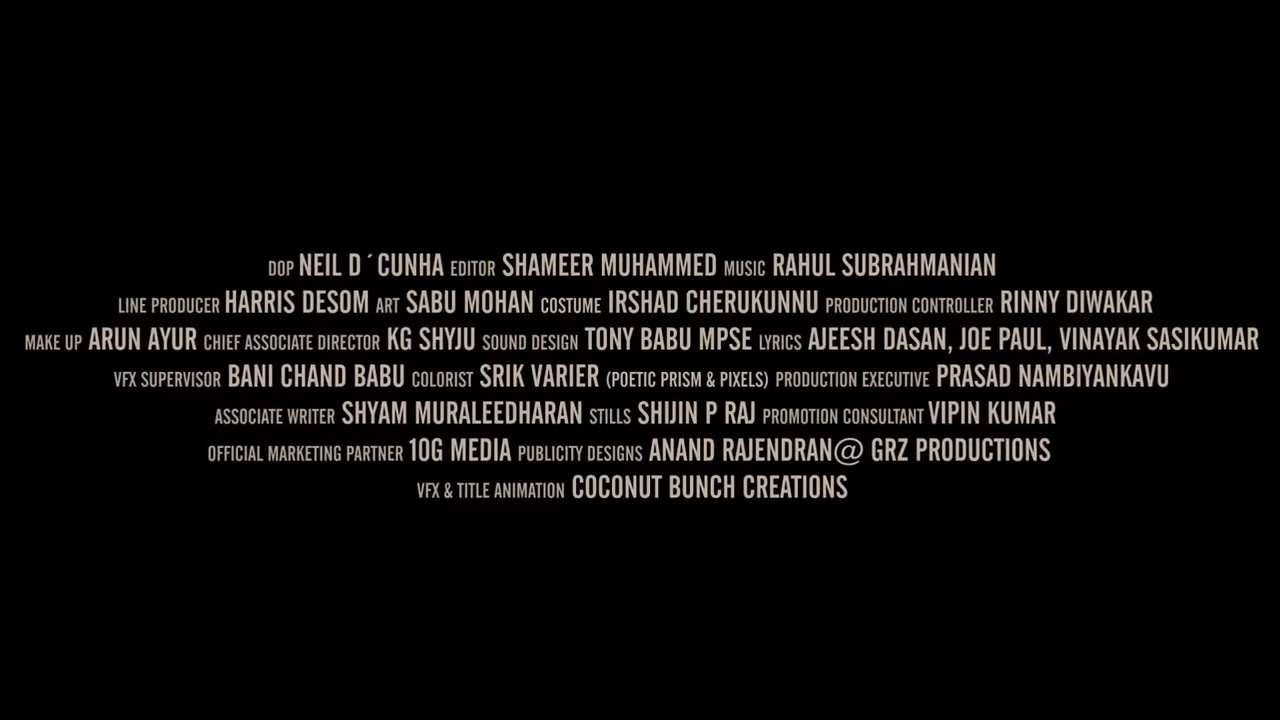 DOP NEIL D´CUNHA EDITOR SHAMEER MUHAMMED MUSIC RAHUL SUBRAHMANIAN
LINE PRODUCER HARRIS DESOM ART SABU MOHAN COSTUME IRSHAD CHERUKUNNU PRODUCTION CONTROLLER RINNY DIWAKAR
MAKE UP ARUN AYUR CHIEF ASSOCIATE DIRECTOR KG SHYJU SOUND DESIGN TONY BABU MPSE LYRICS AJEESH DASAN, JOE PAUL, VINAYAK SASIKUMAR
VFX SUPERVISOR BANI CHAND BABU COLORIST SRIK VARIER (POETIC PRISM & PIXELS) PRODUCTION EXECUTIVE PRASAD NAMBIYANKAVU
ASSOCIATE WRITER SHYAM MURALEEDHARAN STILLS SHIJIN P RAJ PROMOTION CONSULTANT VIPIN KUMAR
OFFICIAL MARKETING PARTNER 10G MEDIA PUBLICITY DESIGNS ANAND RAJENDRAN@ GRZ PRODUCTIONS
VFX & TITLE ANIMATION COCONUT BUNCH CREATIONS